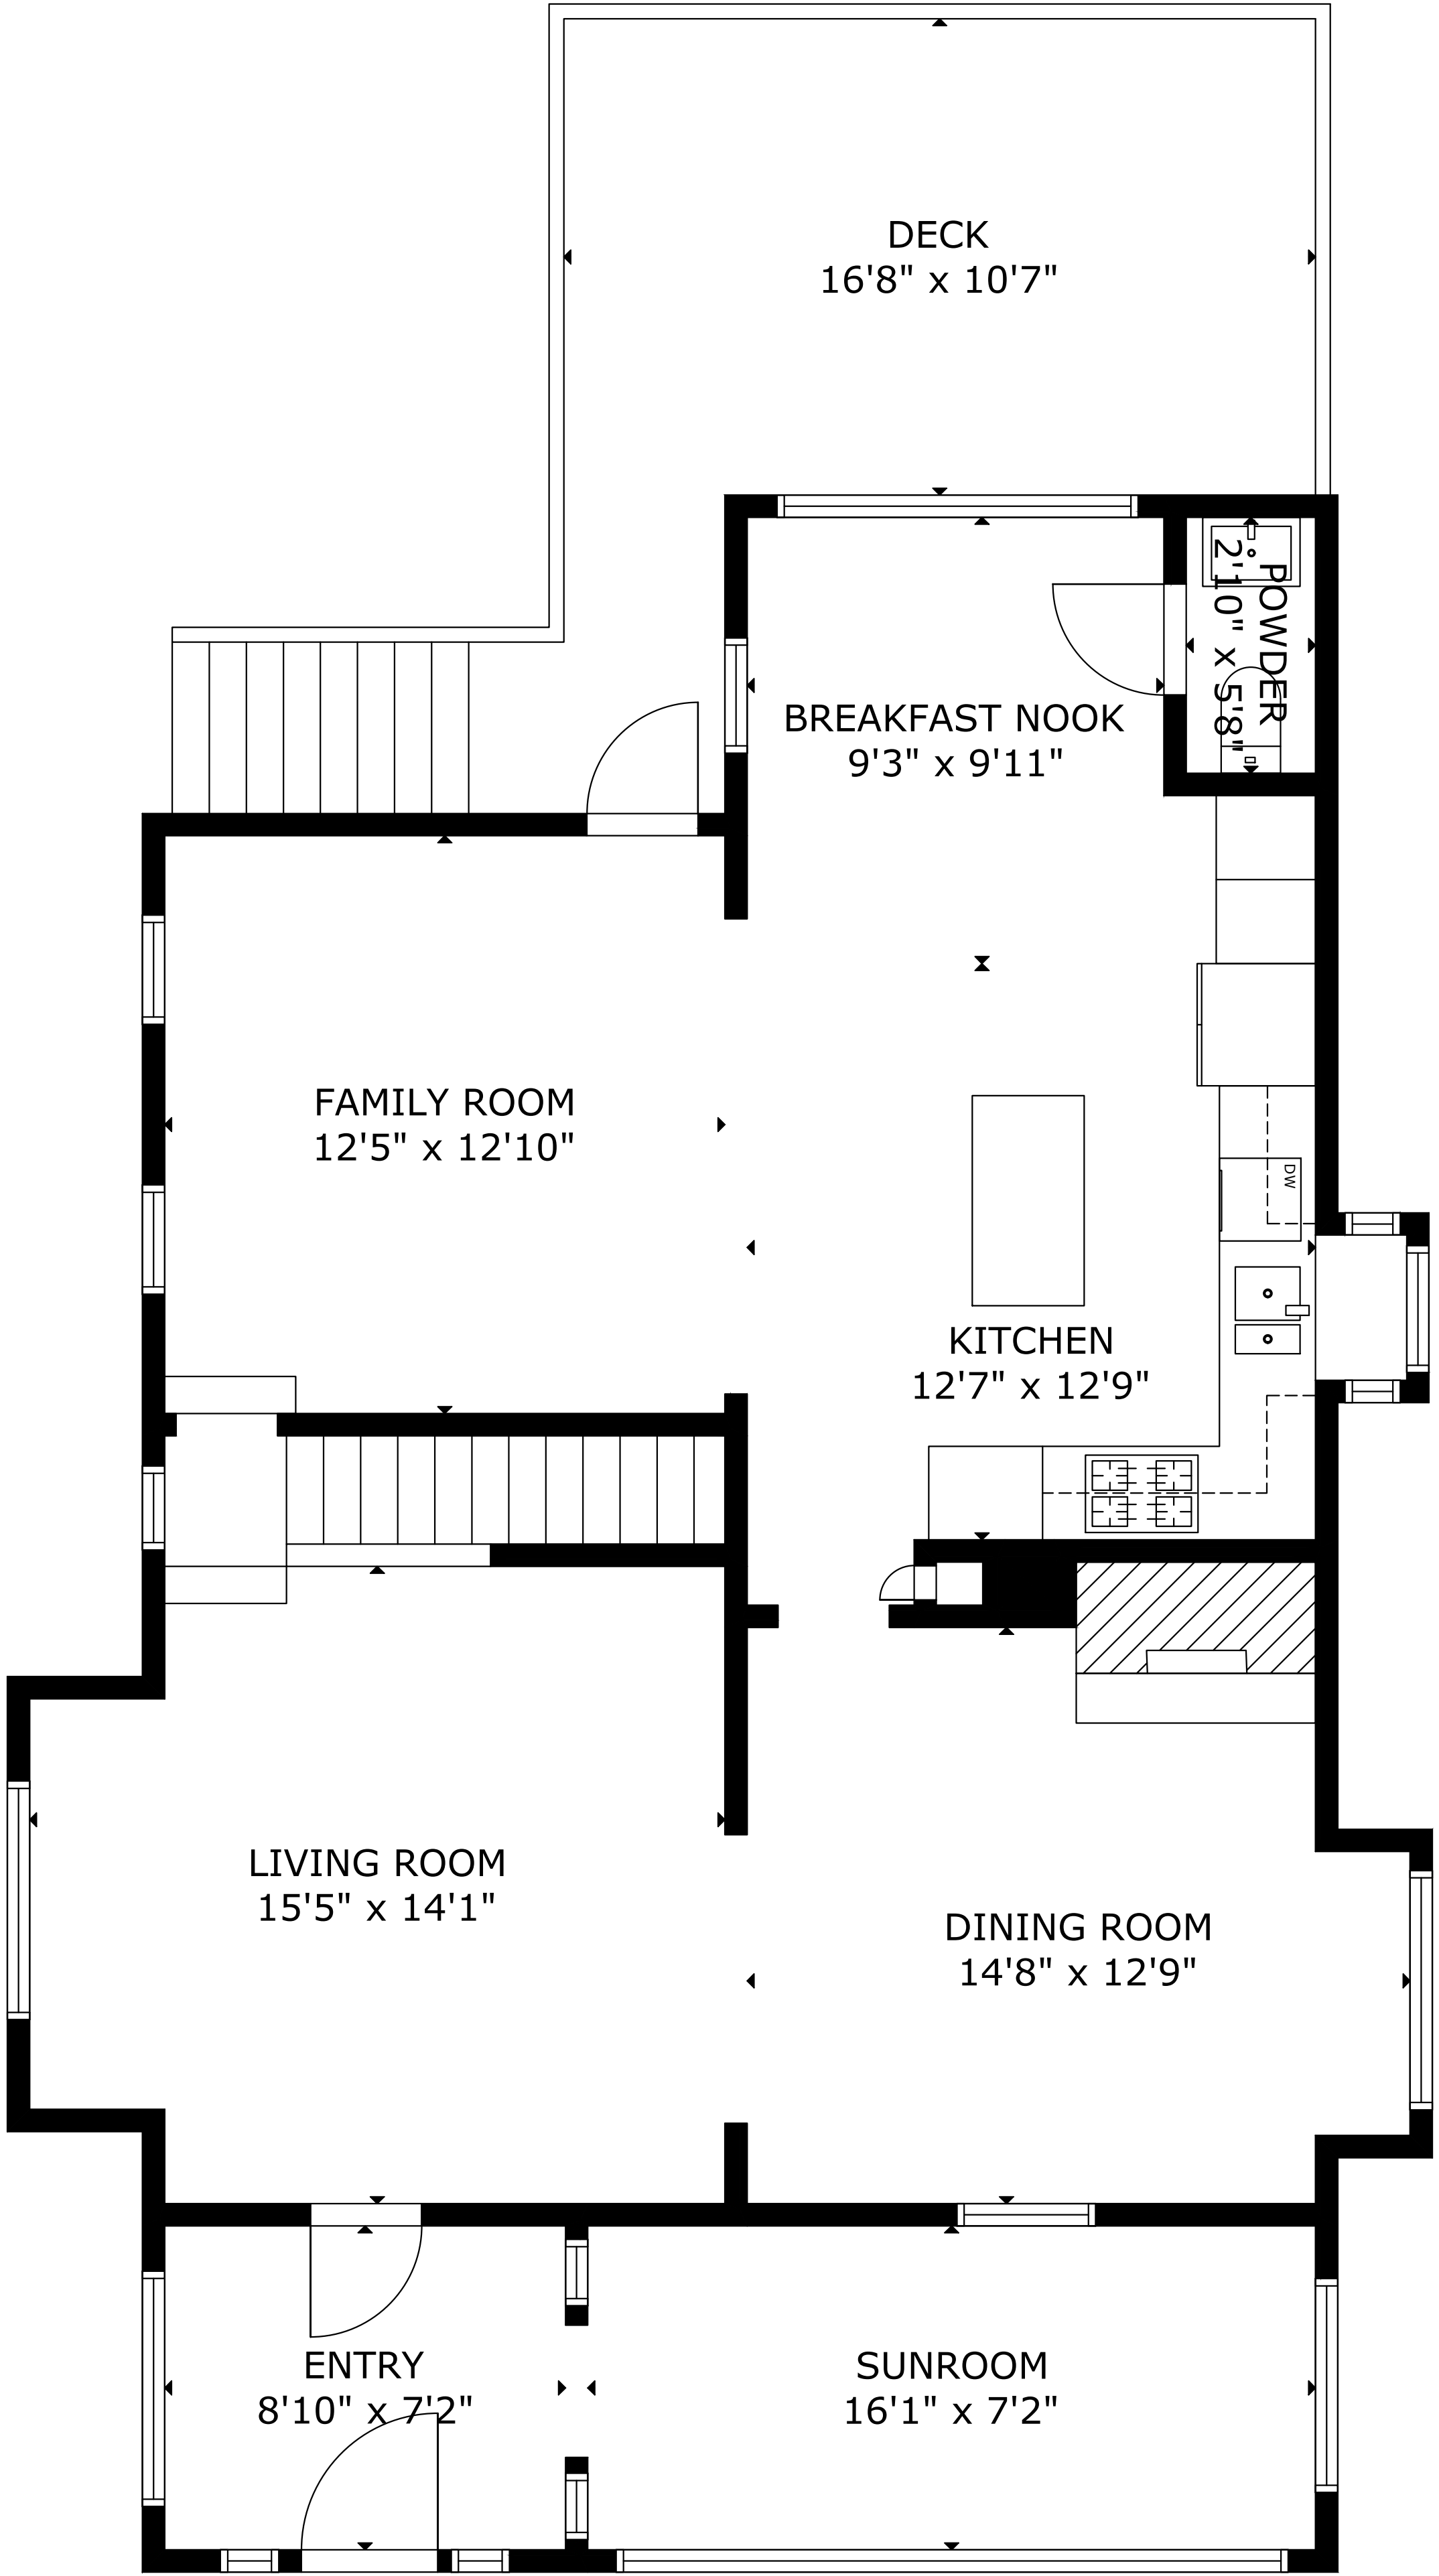 DECK
16'8" x 10'7"
POWDER
2'10" x 5'8"
BREAKFAST NOOK
9'3" x 9'11"
FAMILY ROOM
12'5" x 12'10"
DW
KITCHEN
12'7" x 12'9"
LIVING ROOM
15'5" x 14'1"
DINING ROOM
14'8" x 12'9"
ENTRY
8'10" x 7'2"
SUNROOM
16'1" x 7'2"